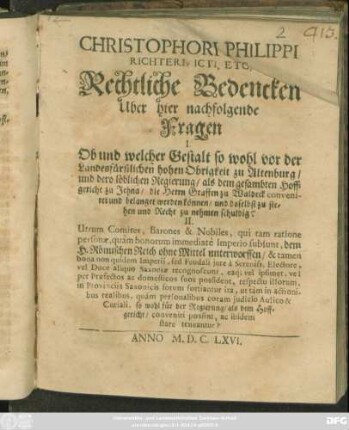 2 913.
CHRISTOPHORI PHILIPPI
RICHTERI, ICTI, ETC.
Rechtliche Bedencken
Über hier nachfolgende
Fragen
I.
Ob und welcher Gestalt so wohl vor der
Landesfürstlichen hohen Obrigkeit zu Altenburg/
und dero löblichen Regierung/ als dem gesambten Hoff-
gericht zu Jehna/ die Herrn Graffen zu Waldeck conveni-
ret und belanget werden können/ und daselbst zu ste-
hen und Recht zu nehmen schuldig?
II.
Utrum Comites, Barones & Nobiles, qui tam ratione
personæ, quàm bonorum immediatè Imperio subsunt, dem
H. Römischen Reich ohne Mittel unterworffen/ & tamen
bona non quidem Imperii, sed Feudali jure à Sereniss. Electore,
vel Duce aliquo Saxoniæ recognoscunt, eaq; vel ipsimet, vel
per Præfectos ac domesticos suos possident, respectu illorum,
in Provinciis Saxonicis forum sortiantur ita, ut tàm in actioni-
bus realibus, quàm personalibus coram judicio Aulico &
Curiali, so wohl für der Regierung/ als dem Hoff-
gericht/ conveniri possint, ac ibidem
stare teneantur?
ANNO M. D. C. LXVI.
DFG